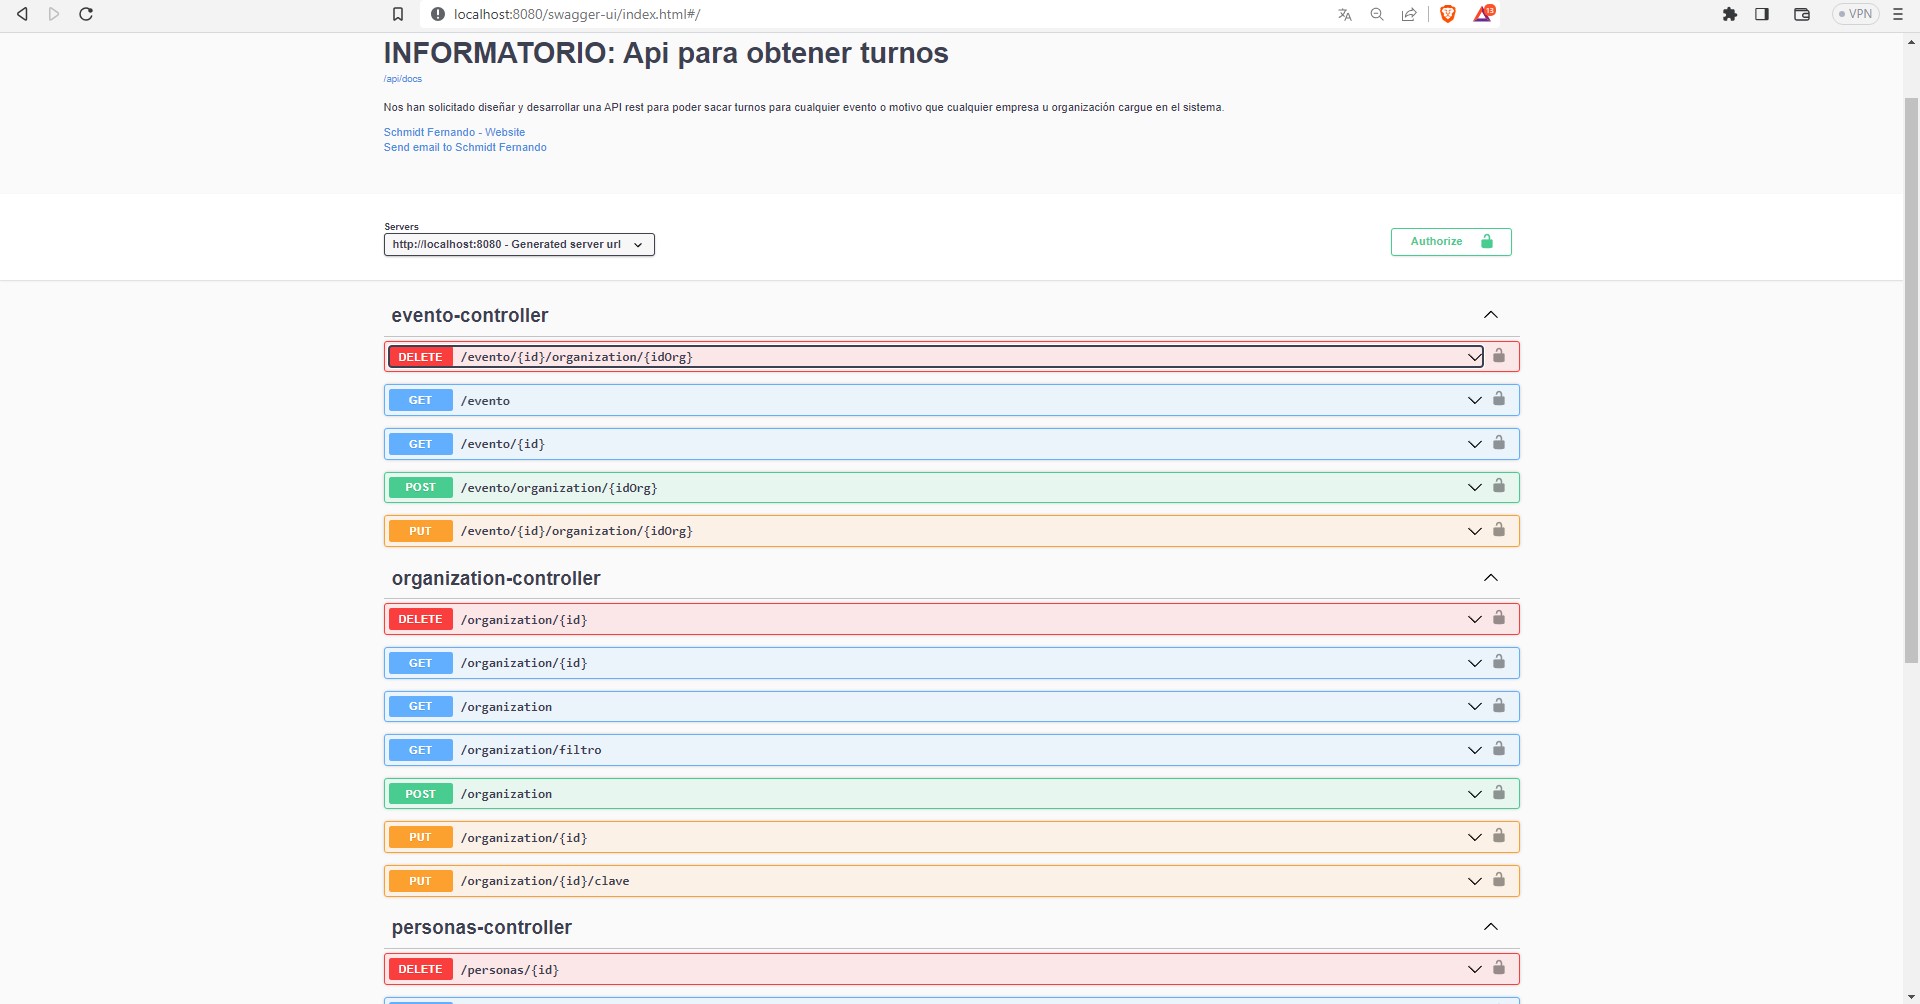 localhost:8080/swagger-ui/index.html#/
13
VPN
INFORMATORIO: Api para obtener turnos
/api/docs
Nos han solicitado diseñar y desarrollar una API rest para poder sacar turnos para cualquier evento o motivo que cualquier empresa u organización cargue en el sistema.
Schmidt Fernando - Website
Send email to Schmidt Fernando
Servers
http://localhost:8080 - Generated server url
Authorize
evento-controller
DELETE /evento/{id}/organization/{idOrg}
GET /evento
GET /evento/{id}
POST /evento/organization/{idOrg}
PUT /evento/{id}/organization/{idOrg}
organization-controller
DELETE /organization/{id}
GET /organization/{id}
GET /organization
GET /organization/filtro
POST /organization
PUT /organization/{id}
PUT /organization/{id}/clave
personas-controller
DELETE /personas/{id}